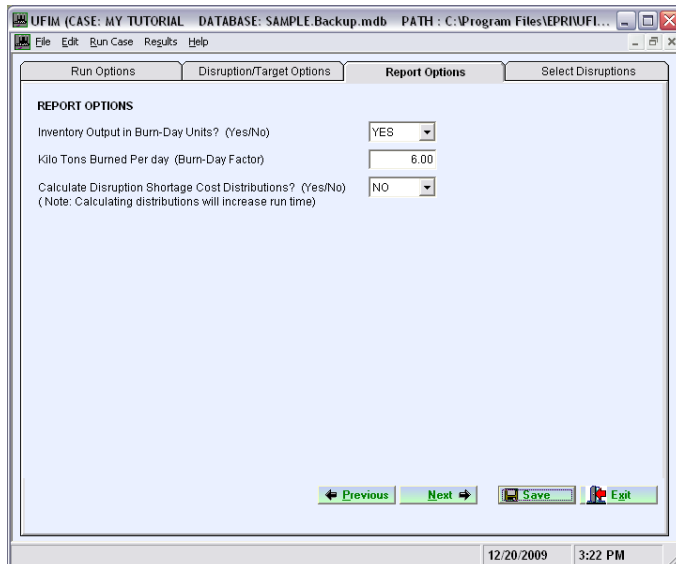 UFIM (CASE: MY TUTORIAL DATABASE: SAMPLE.Backup.mdb PATH : C:\Program Files\EPRI\UFI...
File Edit Run Case Results Help
Run Options Disruption/Target Options Report Options Select Disruptions
REPORT OPTIONS
Inventory Output in Burn-Day Units? (Yes/No) YES
Kilo Tons Burned Per day (Burn-Day Factor) 6.00
Calculate Disruption Shortage Cost Distributions? (Yes/No) NO
( Note: Calculating distributions will increase run time)
Previous Next Save Exit
12/20/2009 3:22 PM